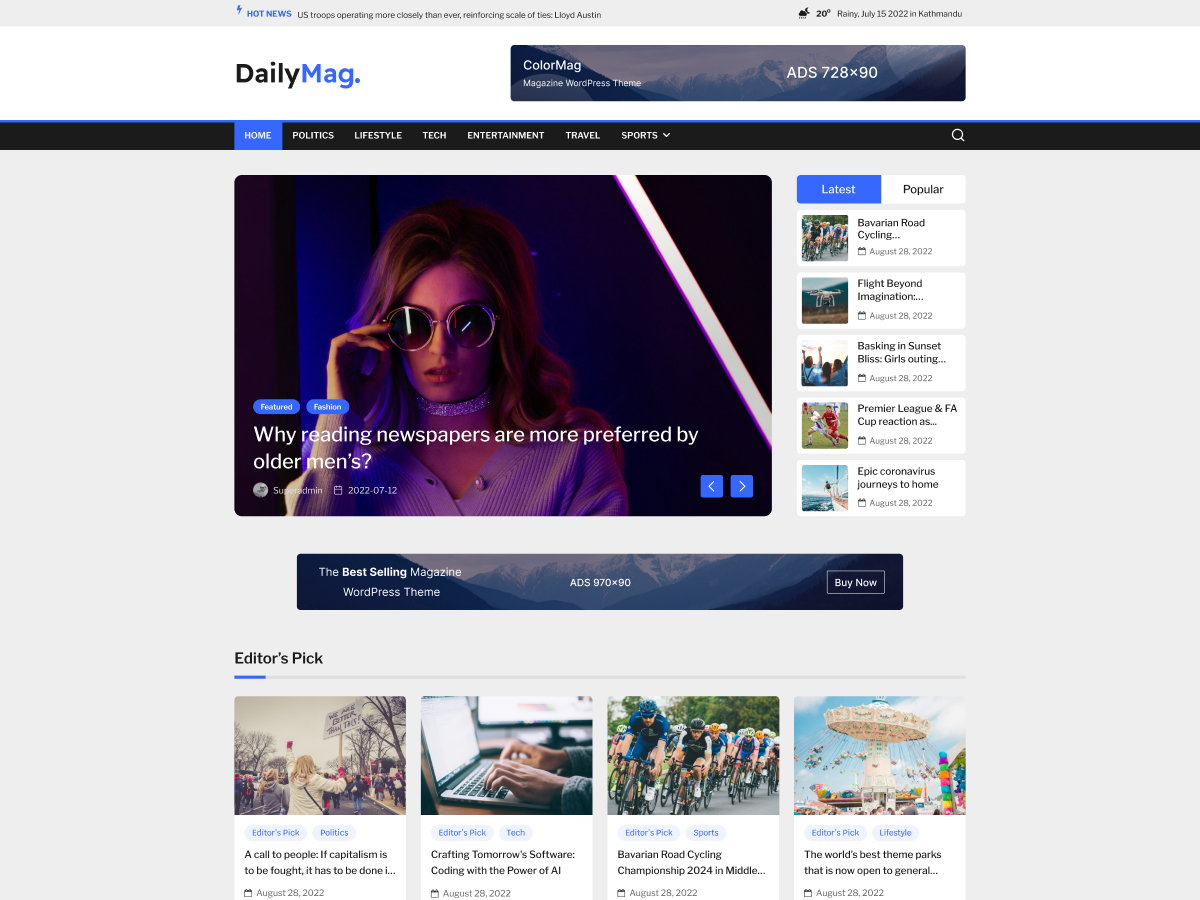 HOT NEWS US troops operating more closely than ever, reinforcing scale of ties: Lloyd Austin
20° Rainy, July 15 2022 in Kathmandu
DailyMag.
ColorMag
Magazine WordPress Theme
ADS 728×90
HOME POLITICS LIFESTYLE TECH ENTERTAINMENT TRAVEL SPORTS
Featured Fashion
Why reading newspapers are more preferred by
older men's?
Superadmin 2022-07-12
Latest Popular
Bavarian Road
Cycling...
August 28, 2022
Flight Beyond
Imagination:...
August 28, 2022
Basking in Sunset
Bliss: Girls outing...
August 28, 2022
Premier League & FA
Cup reaction as...
August 28, 2022
Epic coronavirus
journeys to home
August 28, 2022
The Best Selling Magazine
WordPress Theme
ADS 970×90
Buy Now
Editor's Pick
WE ARE
BETTER
THAN THIS!
Editor's Pick Politics
A call to people: If capitalism is
to be fought, it has to be done i...
August 28, 2022
Editor's Pick Tech
Crafting Tomorrow's Software:
Coding with the Power of AI
August 28, 2022
Editor's Pick Sports
Bavarian Road Cycling
Championship 2024 in Middle...
August 28, 2022
Editor's Pick Lifestyle
The world's best theme parks
that is now open to general...
August 28, 2022